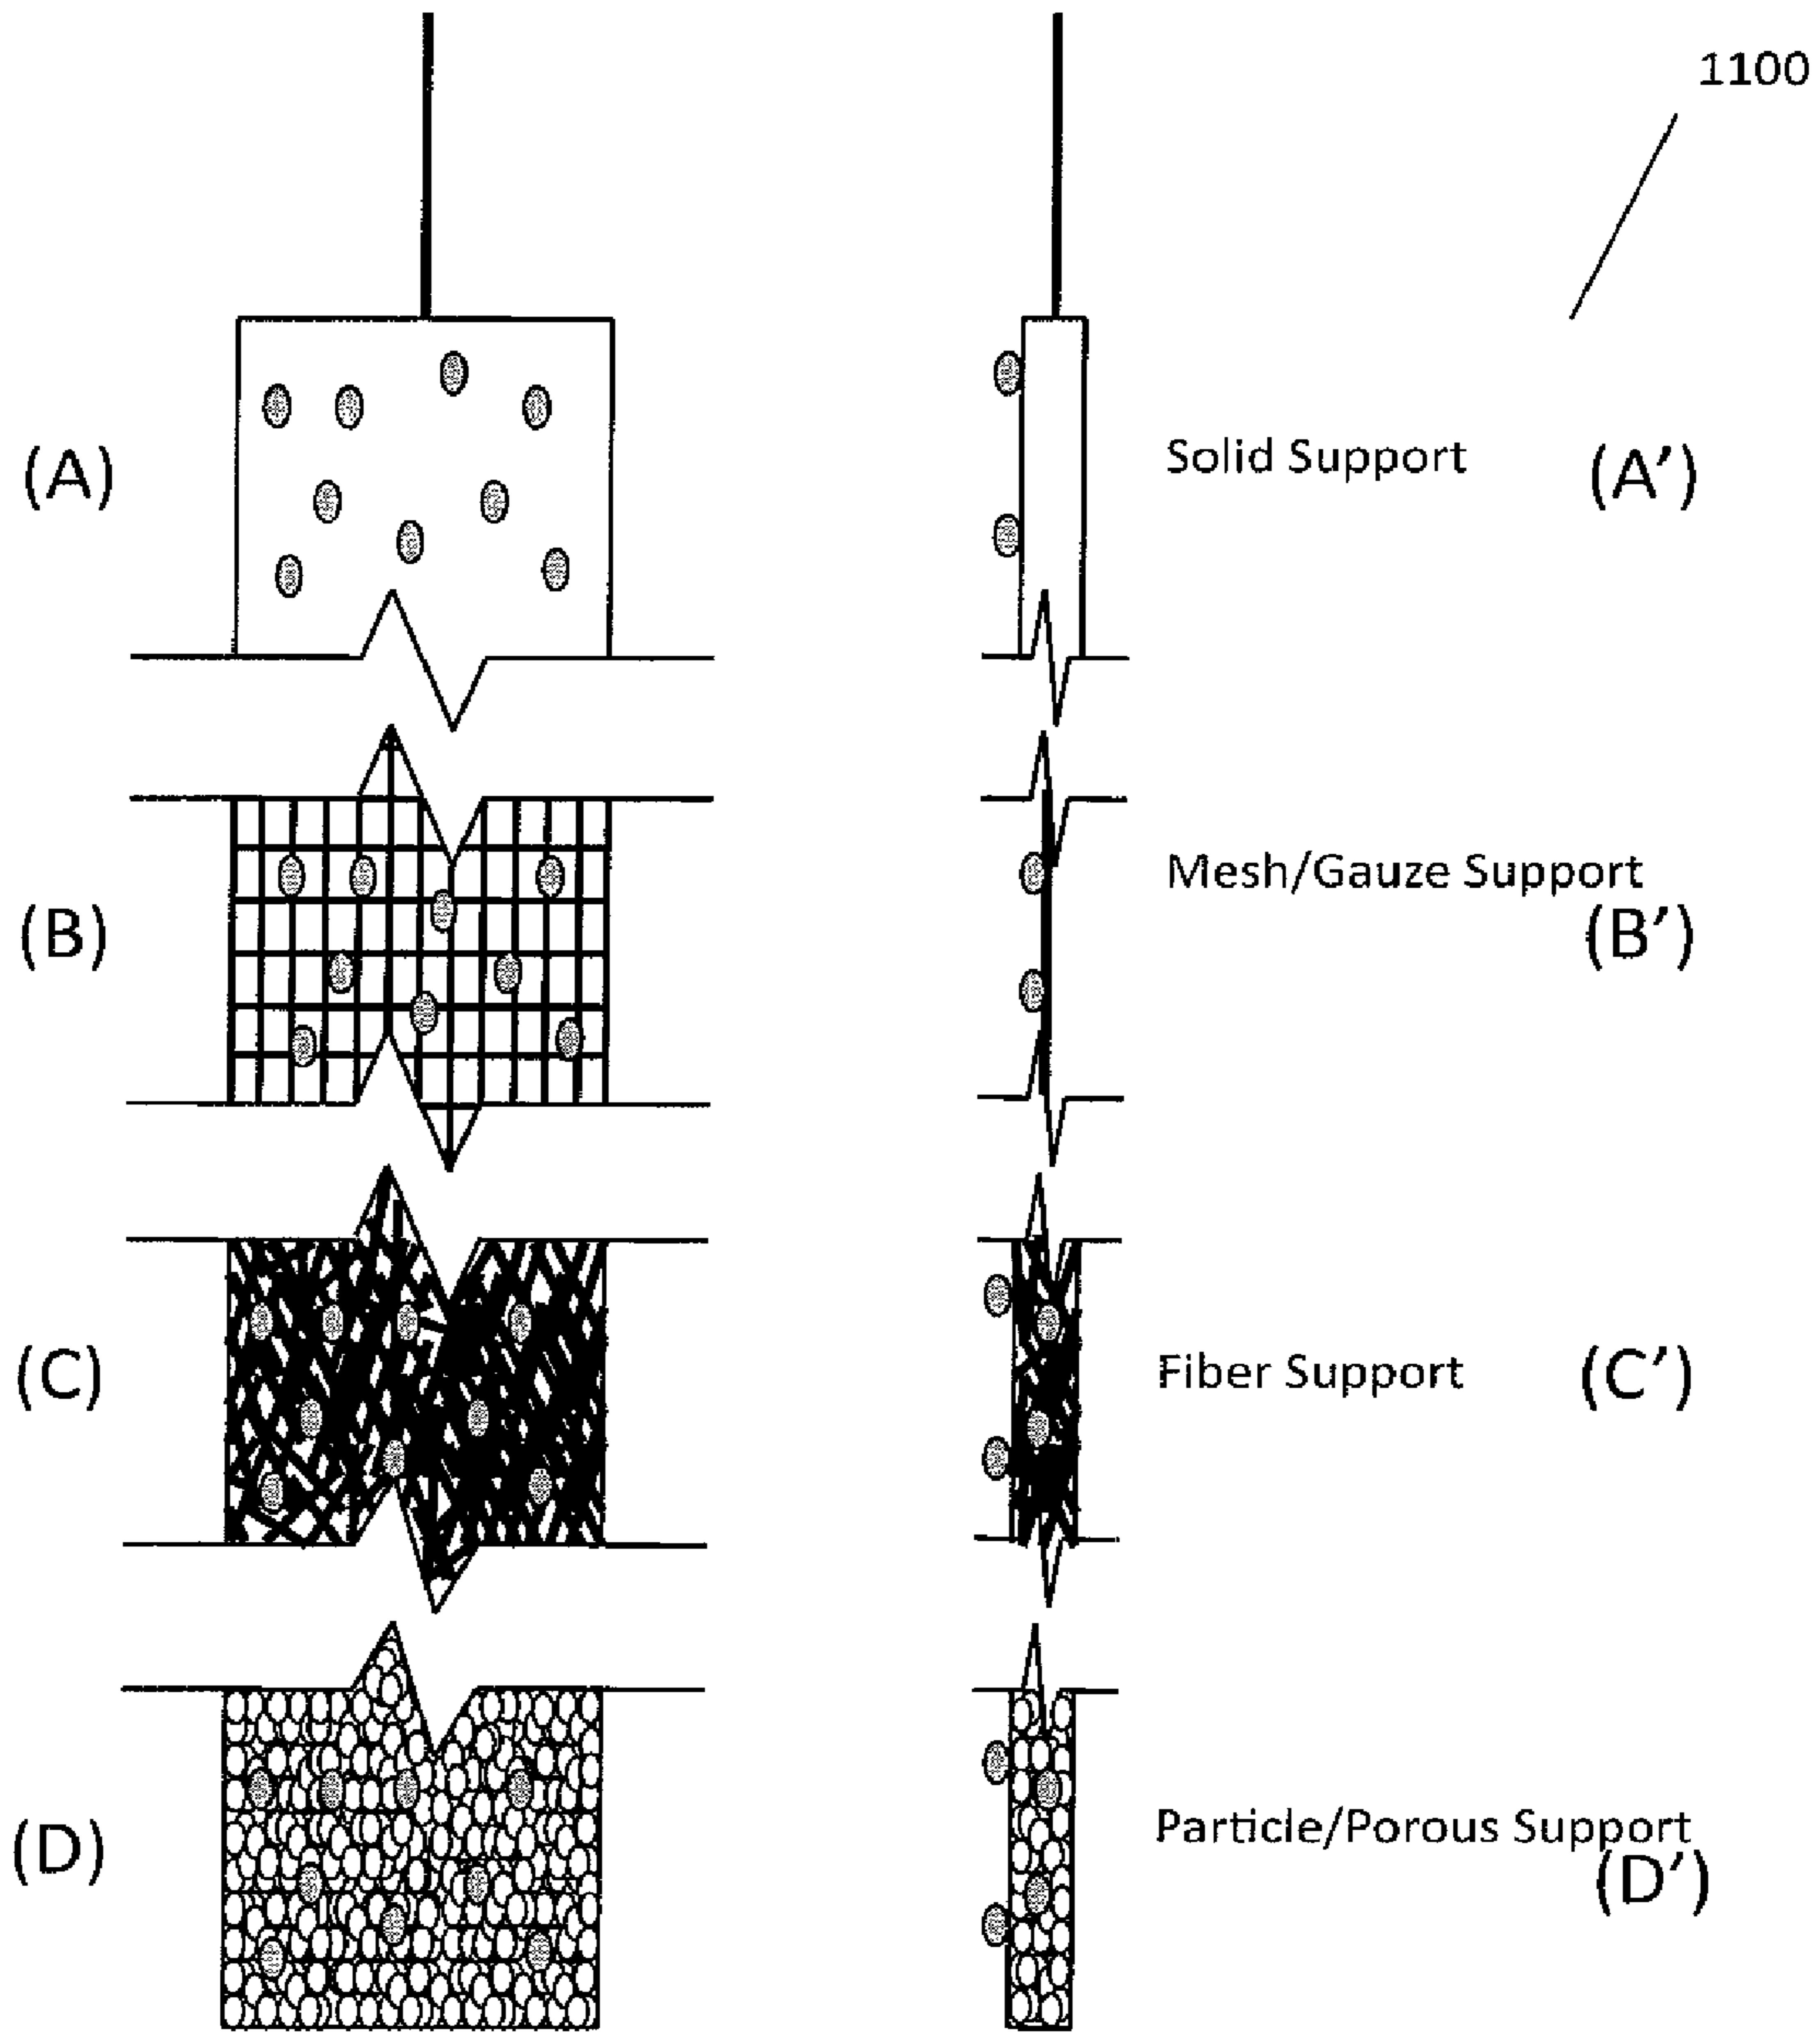 1100
(A)
Solid Support
(A’)
Mesh/Gauze Support
(B)
(B’)
(C)
Fiber Support
(C’)
Particle/Porous Support
(D)
(D’)